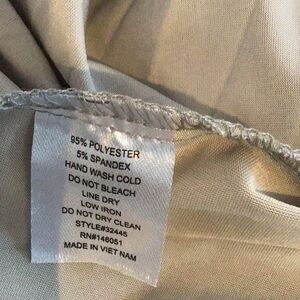 95% POLYESTER
5% SPANDEX
HAND WASH COLD
DO NOT BLEACH
LINE DRY
LOW IRON
DO NOT DRY CLEAN
STYLE#32445
RN#146051
MADE IN VIET NAM